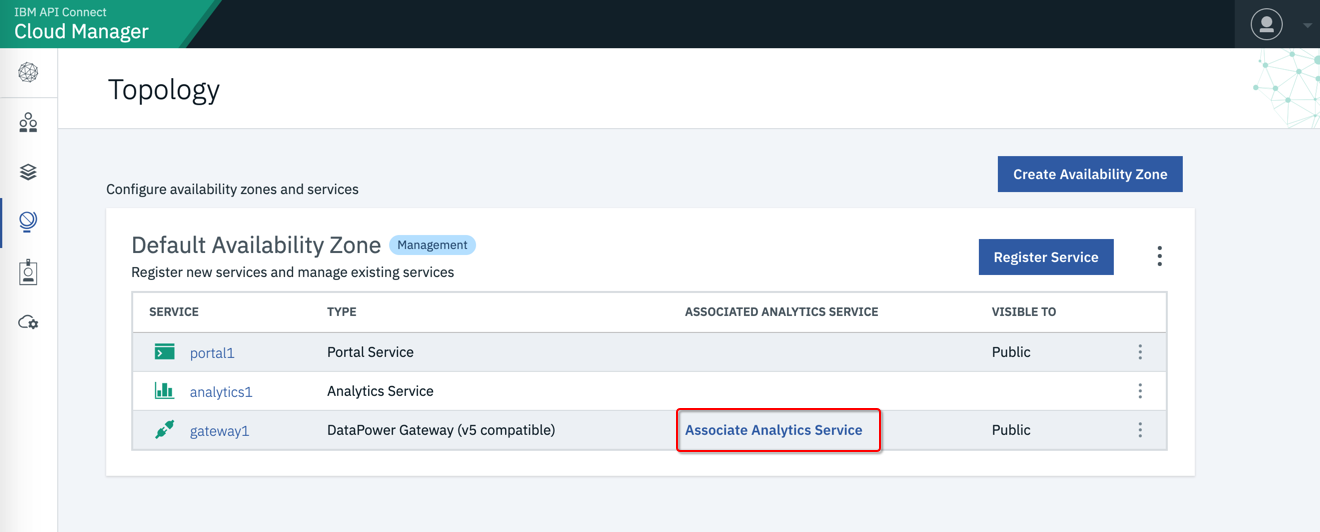 IBM API Connect
Cloud Manager
Topology
Create Availability Zone
Configure availability zones and services
Default Availability Zone Management
Register new services and manage existing services
Register Service
SERVICE TYPE ASSOCIATED ANALYTICS SERVICE VISIBLE TO
portal1 Portal Service Public
analytics1 Analytics Service
gateway1 DataPower Gateway (v5 compatible) Associate Analytics Service Public